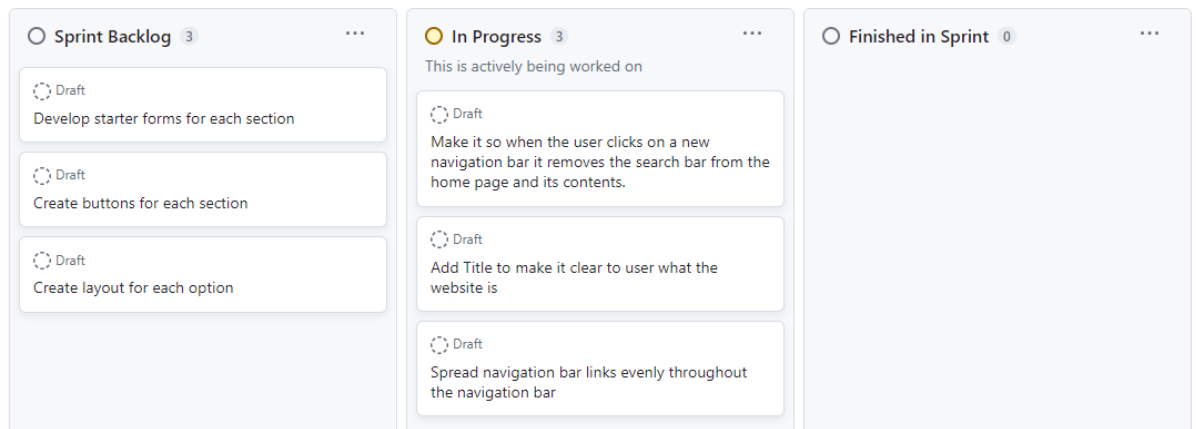 Sprint Backlog 3
Draft
Develop starter forms for each section
Draft
Create buttons for each section
Draft
Create layout for each option
In Progress 3
This is actively being worked on
Draft
Make it so when the user clicks on a new
navigation bar it removes the search bar from the
home page and its contents.
Draft
Add Title to make it clear to user what the
website is
Draft
Spread navigation bar links evenly throughout
the navigation bar
Finished in Sprint 0